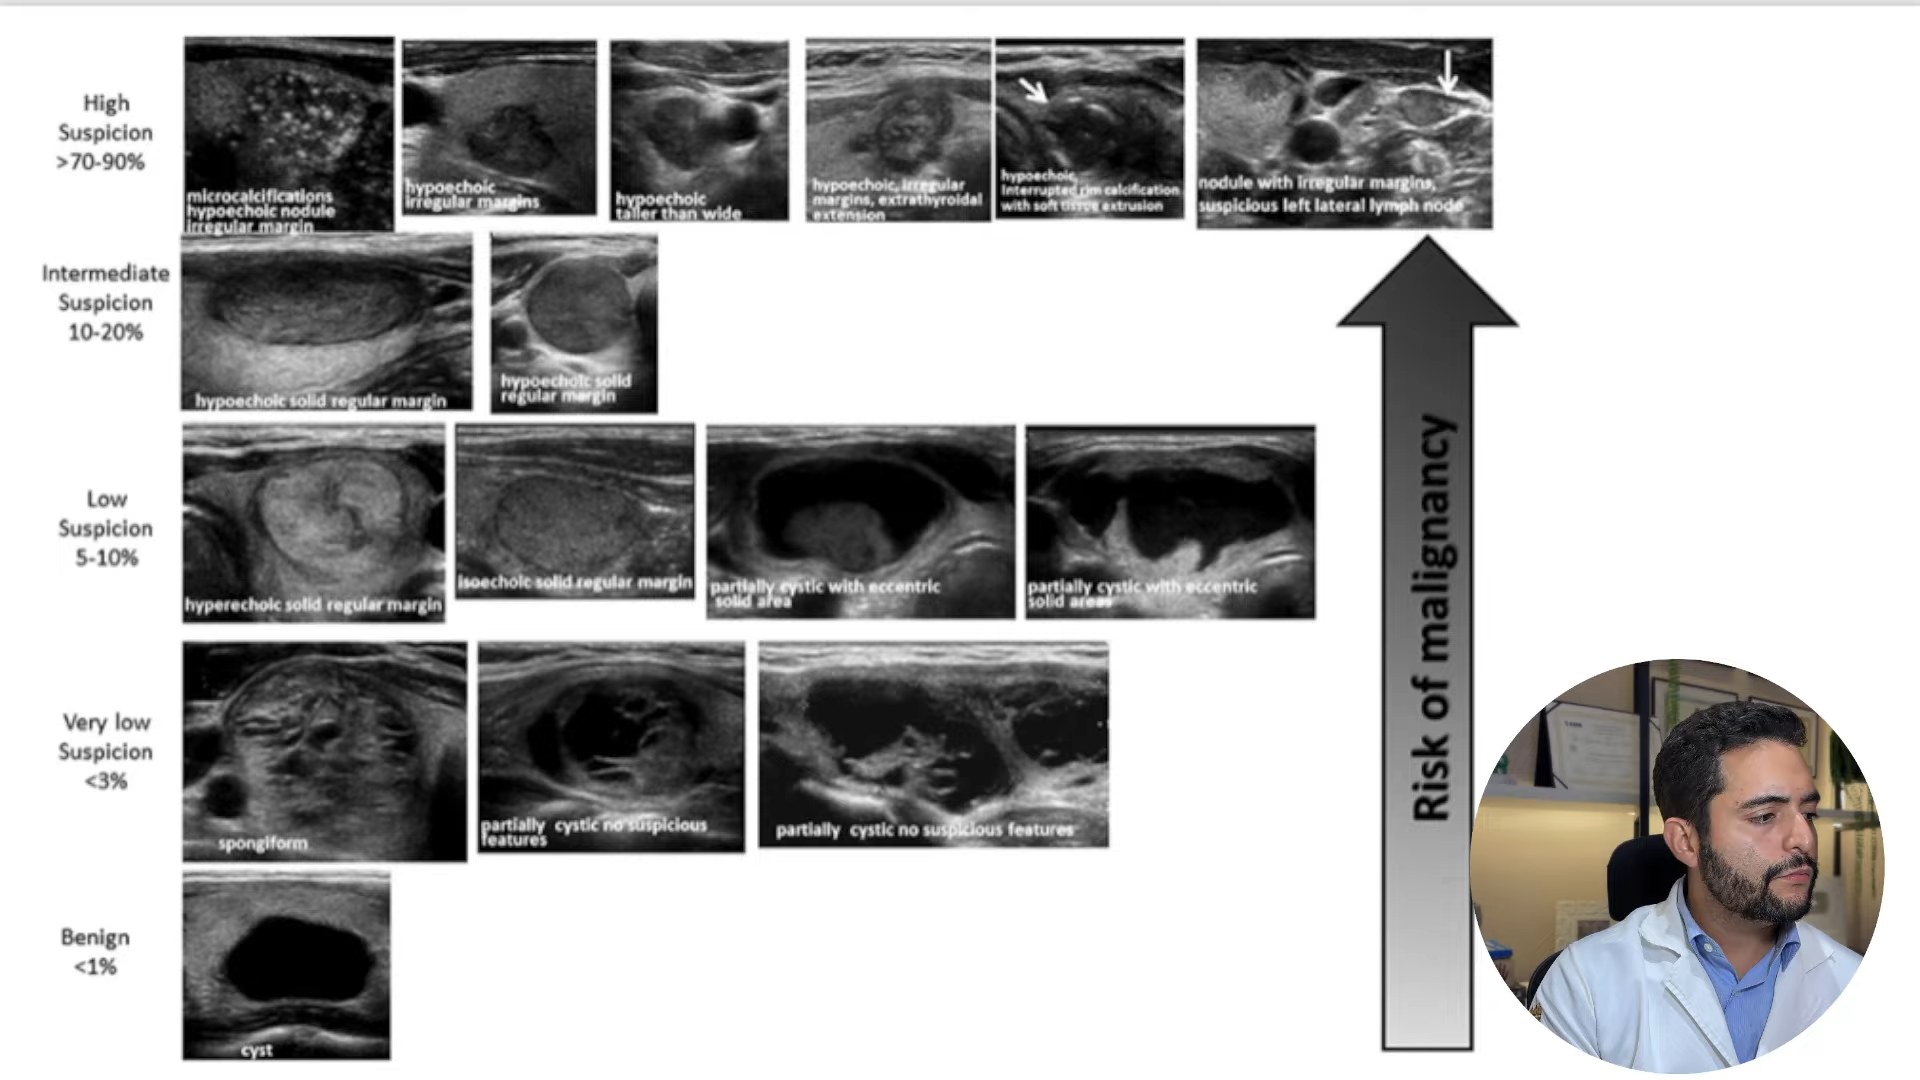 High
Suspicion
>70-90%
microcalcifications
hypoechoic nodule
irregular margin
hypoechoic
irregular margins
hypoechoic
taller than wide
hypoechoic, irregular
margins, extrathyroidal
extension
hypoechoic,
Interrupted rim calcification
with soft tissue extrusion
nodule with irregular margins,
suspicious left lateral lymph node
Intermediate
Suspicion
10-20%
hypoechoic solid regular margin
hypoechoic solid
regular margin
Low
Suspicion
5-10%
hyperechoic solid regular margin
isoechoic solid regular margin
partially cystic with eccentric
solid area
partially cystic with eccentric
solid areas
Very low
Suspicion
<3%
spongiform
partially cystic no suspicious
features
partially cystic no suspicious features
Benign
<1%
cyst
Risk of malignancy